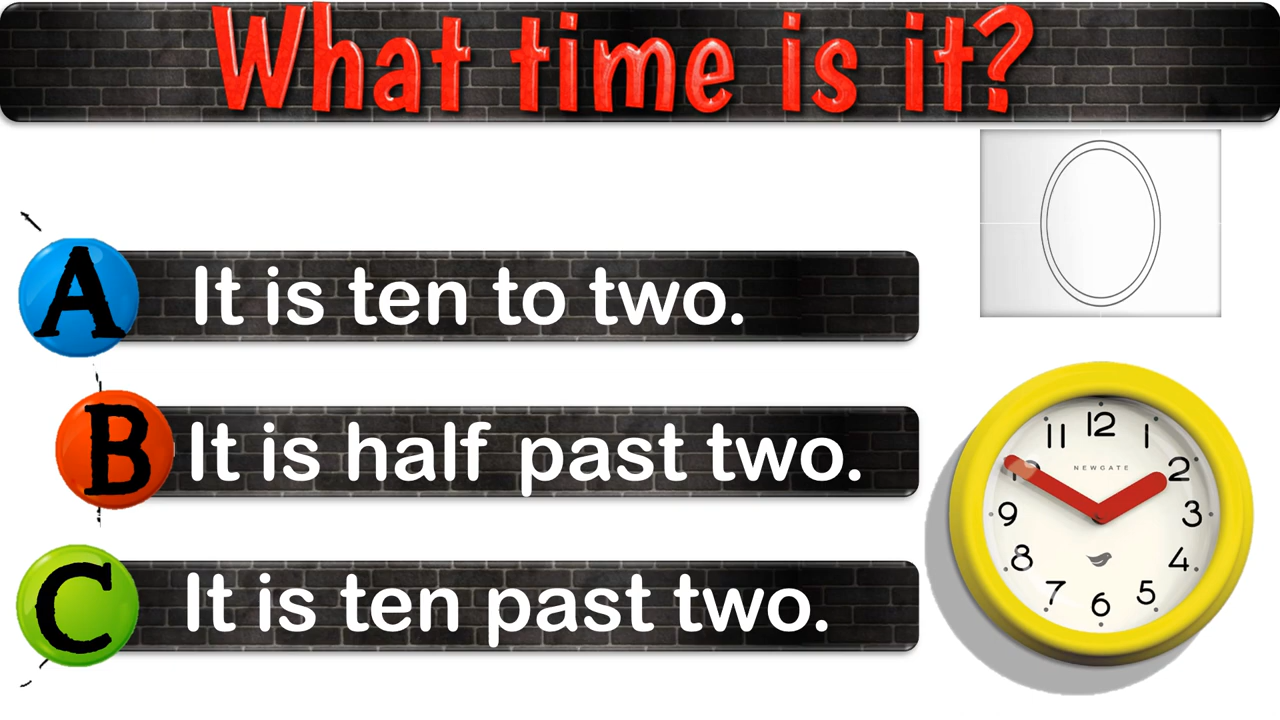 What time is it?
A It is ten to two.
B It is half past two.
C It is ten past two.
12
11 1
2
NEWGATE
9 3
8 4
7 5
6